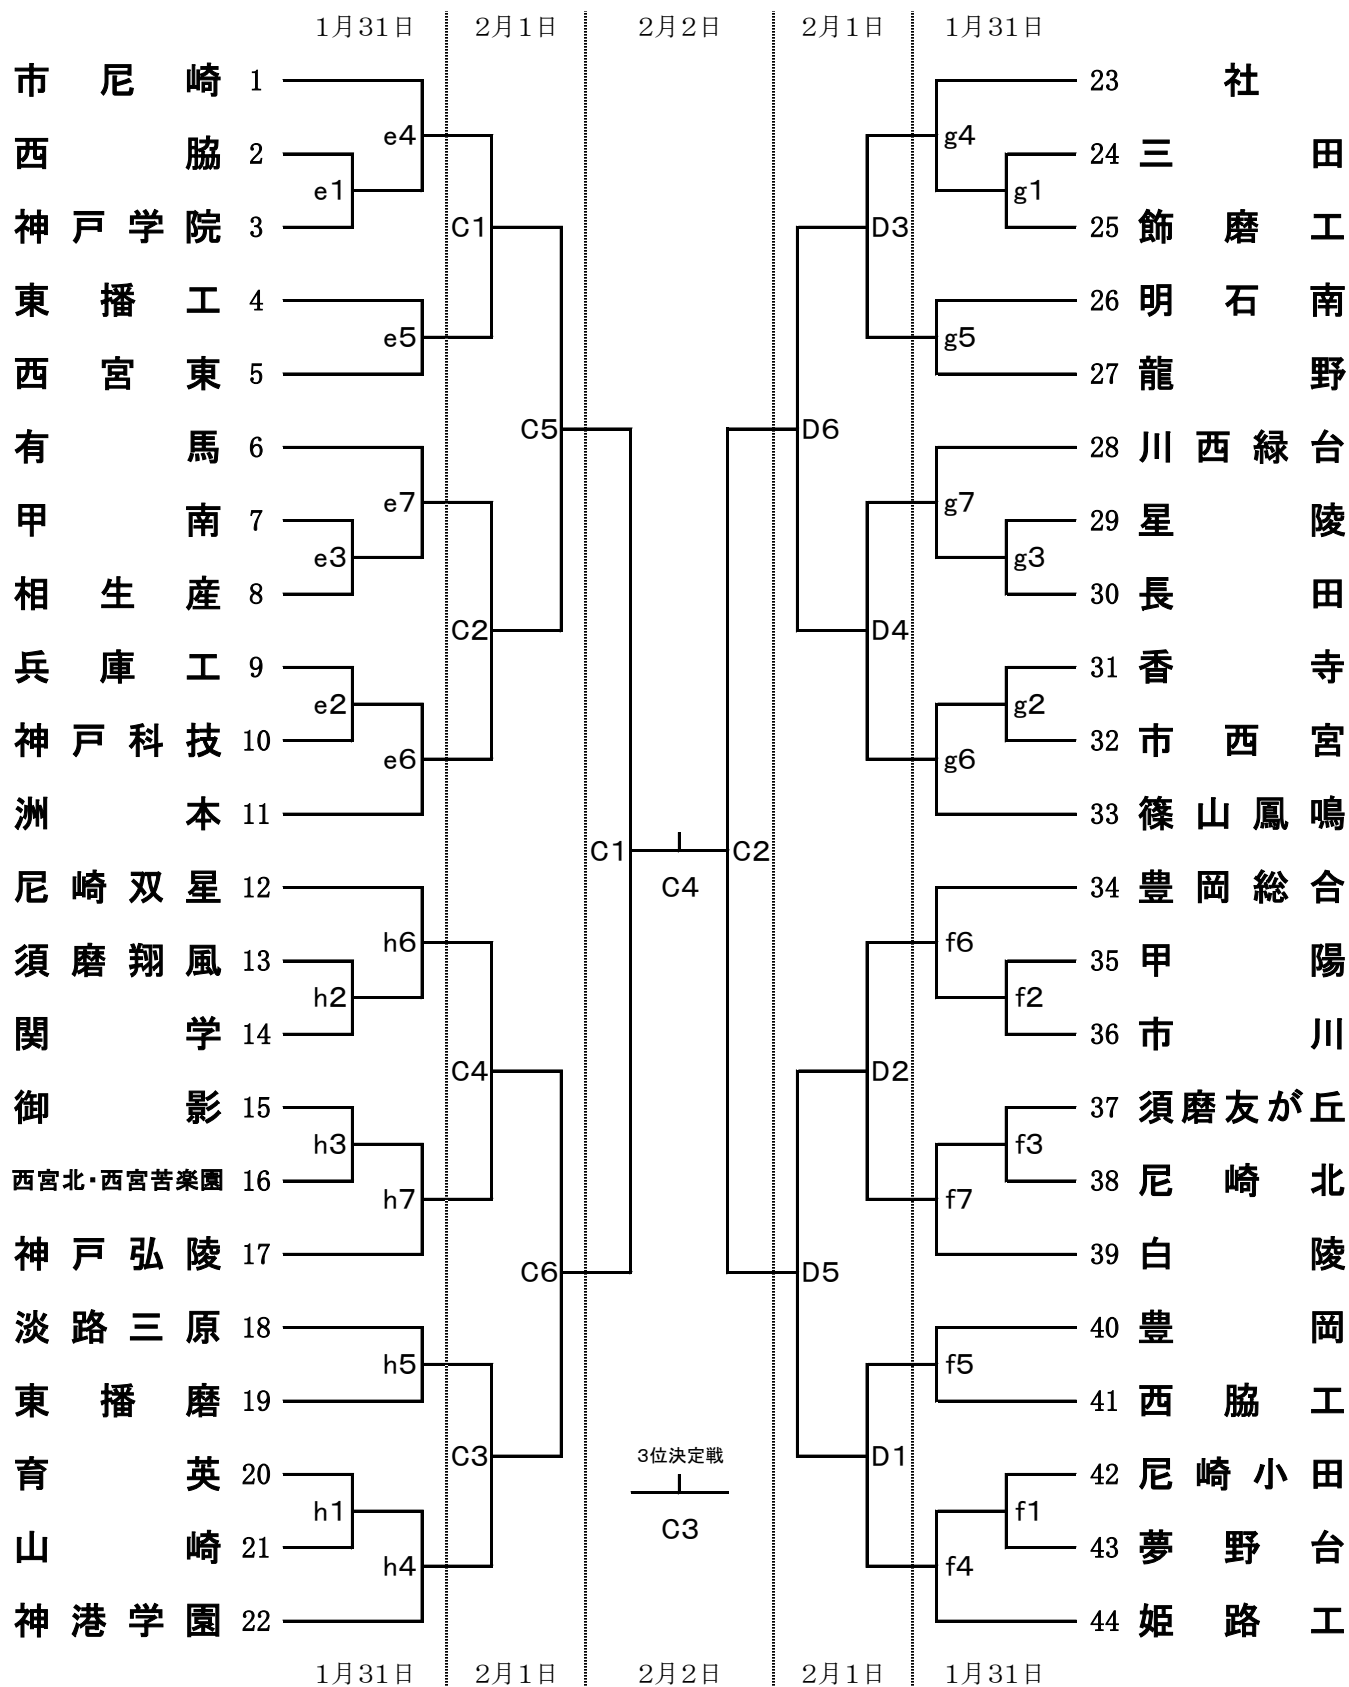 1月31日 2月1日 2月2日 2月1日 1月31日
市尼崎 1 23 社
e4 g4
西脇 2 24 三田
e1 g1
神戸学院 3 C1 D3 25 飾磨工
東播工 4 26 明石南
e5 g5
西宮東 5 27 龍野
C5 D6
有馬 6 28 川西緑台
e7 g7
甲南 7 29 星陵
e3 g3
相生産 8 30 長田
C2 D4
兵庫工 9 31 香寺
e2 g2
神戸科技 10 32 市西宮
e6 g6
洲本 11 33 篠山鳳鳴
C1 C2
尼崎双星 12 C4 34 豊岡総合
h6 f6
須磨翔風 13 35 甲陽
h2 f2
関学 14 36 市川
C4 D2
御影 15 37 須磨友が丘
h3 f3
西宮北・西宮苦楽園 16 38 尼崎北
h7 f7
神戸弘陵 17 39 白陵
C6 D5
淡路三原 18 40 豊岡
h5 f5
東播磨 19 41 西脇工
C3 3位決定戦 D1
育英 20 42 尼崎小田
h1 C3 f1
山崎 21 43 夢野台
h4 f4
神港学園 22 44 姫路工
1月31日 2月1日 2月2日 2月1日 1月31日